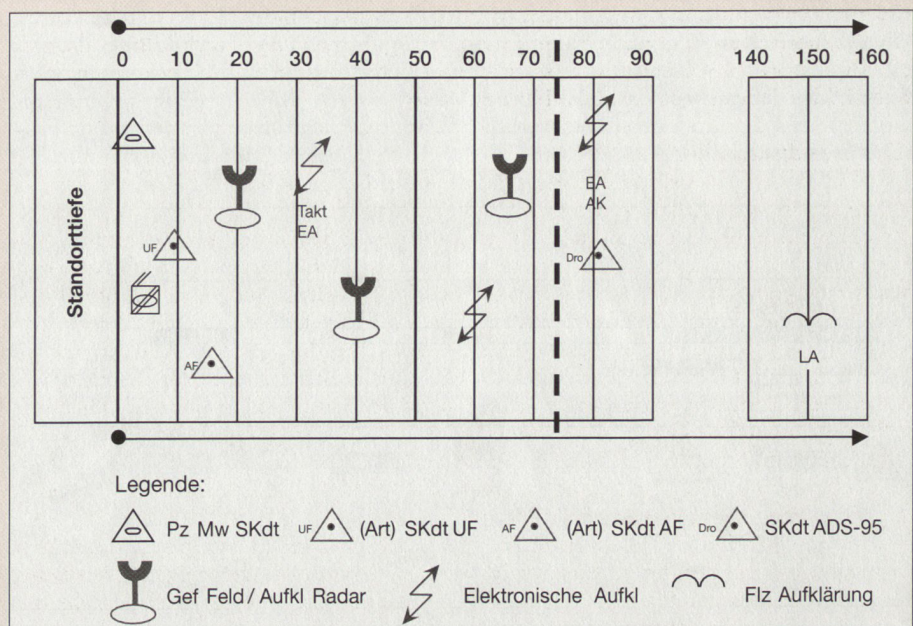 0 10 20 30 40 50 60 70 80 90 140 150 160
Standorttiefe
UF
AF
Takt
EA
EA
AK
Dro
LA
Legende:
Pz Mw SKdt UF (Art) SKdt UF AF (Art) SKdt AF Dro SKdt ADS-95
Gef Feld / Aufkl Radar Elektronische Aufkl Flz Aufklärung